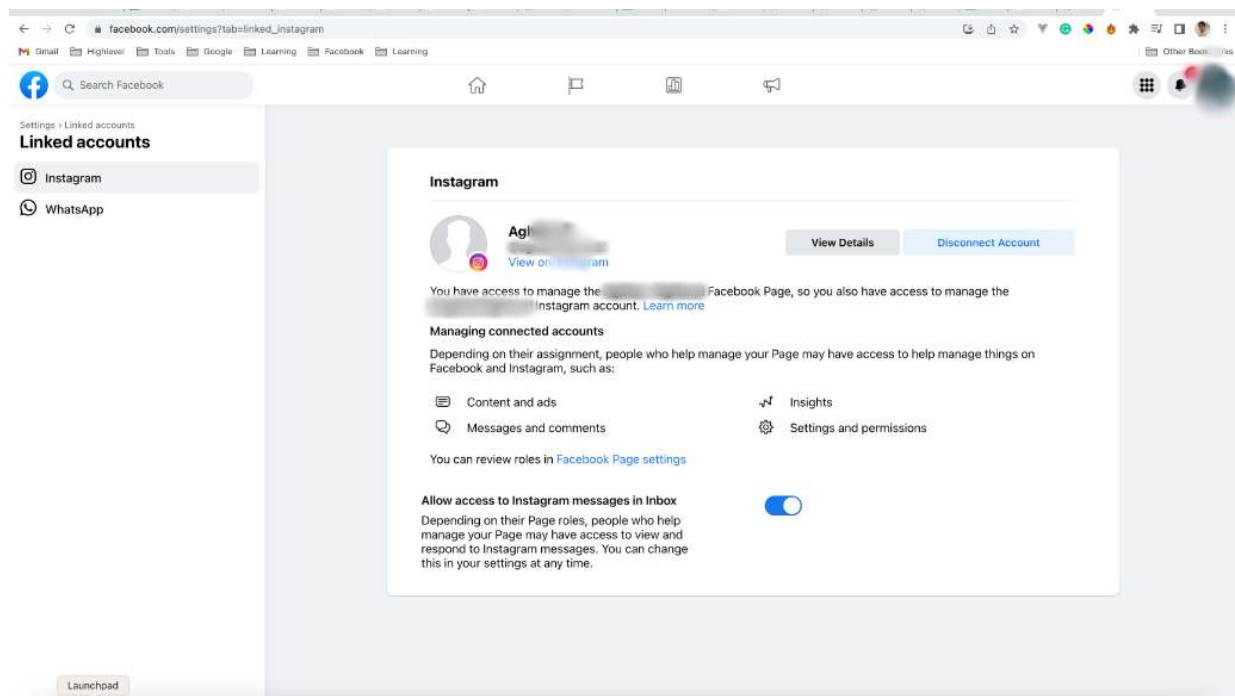 facebook.com/settings?tab=linked_instagram
Gmail Highlevel Tools Google Learning Facebook Learning Other
Search Facebook
Settings › Linked accounts
Linked accounts
Instagram
WhatsApp
Instagram
View Details Disconnect Account
View on
You have access to manage the Facebook Page, so you also have access to manage the
Instagram account. Learn more
Managing connected accounts
Depending on their assignment, people who help manage your Page may have access to help manage things on
Facebook and Instagram, such as:
Content and ads Insights
Messages and comments Settings and permissions
You can review roles in Facebook Page settings
Allow access to Instagram messages in Inbox
Depending on their Page roles, people who help
manage your Page may have access to view and
respond to Instagram messages. You can change
this in your settings at any time.
Launchpad